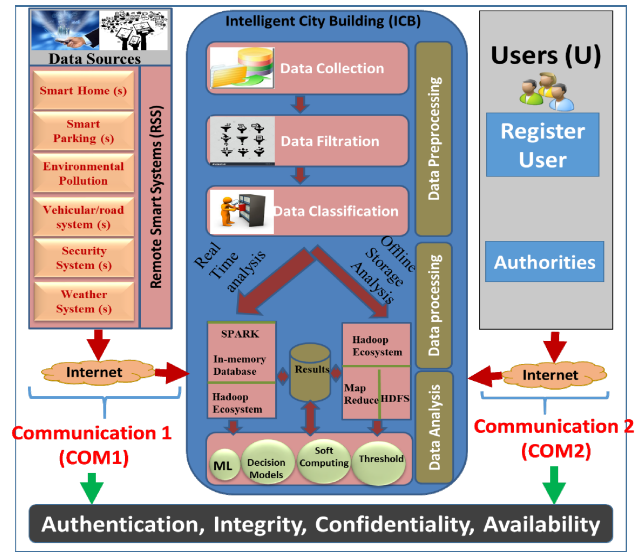 Data Sources
Smart Home (s)
Smart
Parking (s)
Environmental
Pollution
Vehicular/road
system (s)
Security
System (s)
Weather
System (s)
Remote Smart Systems (RSS)
Internet
Communication 1
(COM1)
Intelligent City Building (ICB)
Data Collection
Data Filtration
Data Classification
Data Preprocessing
Real
Time
analysis
Offline
Storage
Analysis
Data processing
SPARK
In-memory
Database
Hadoop
Ecosystem
Results
Hadoop
Ecosystem
Map
Reduce
HDFS
Data Analysis
ML
Decision
Models
Soft
Computing
Threshold
Users (U)
Register
User
Authorities
Internet
Communication 2
(COM2)
Authentication, Integrity, Confidentiality, Availability